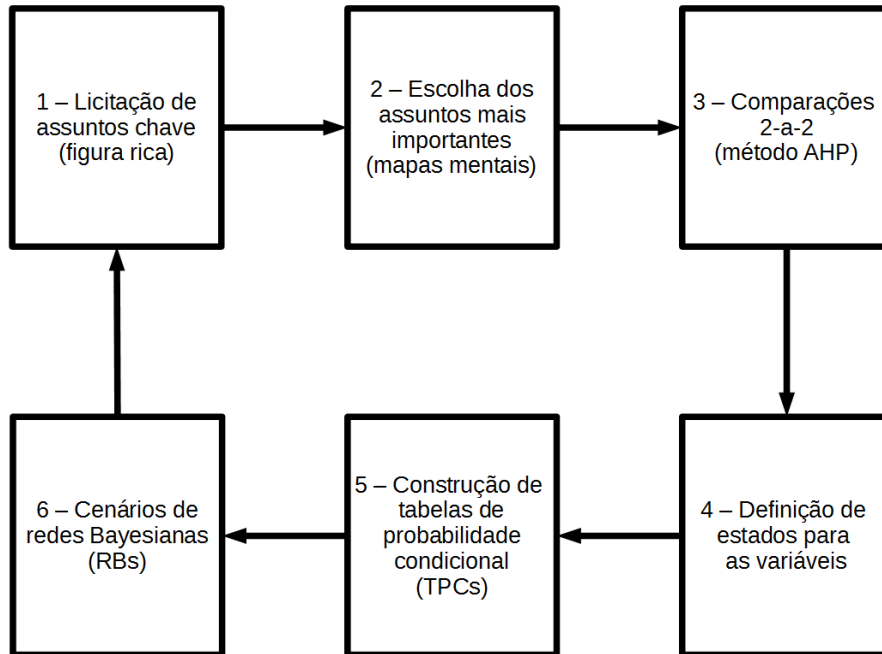 1 – Licitação de
assuntos chave
(figura rica)
2 – Escolha dos
assuntos mais
importantes
(mapas mentais)
3 – Comparações
2-a-2
(método AHP)
4 – Definição de
estados para
as variáveis
5 – Construção de
tabelas de
probabilidade
condicional
(TPCs)
6 – Cenários de
redes Bayesianas
(RBs)